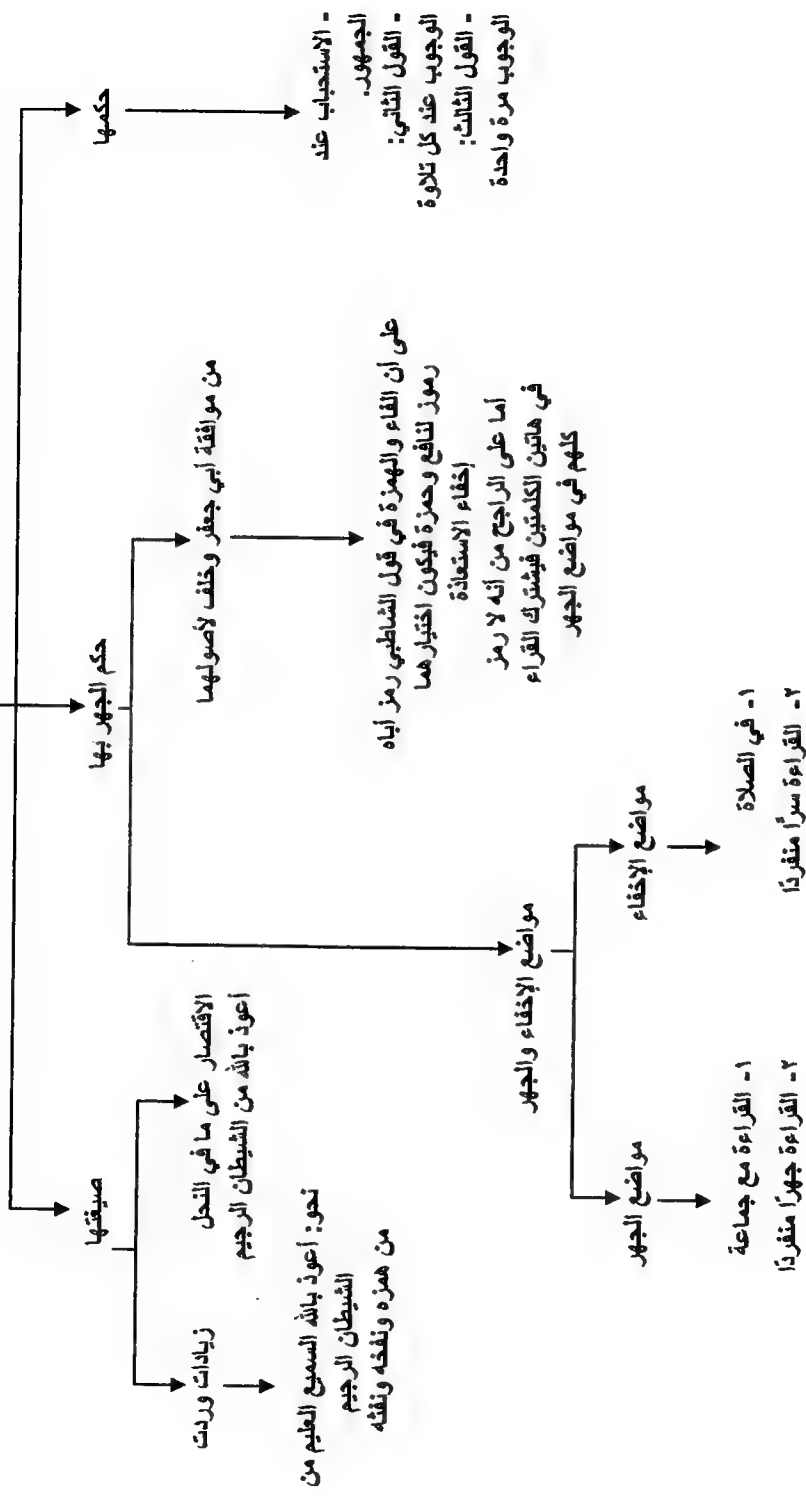 حكمها
- الاستحباب عند
الجمهور.
- القول الثاني:
الوجوب عند كل تلاوة
- القول الثالث:
الوجوب مرة واحدة
حكم الجهر بها
من موافقة أبي جعفر وخلف لأصولهما
على أن الفاء والهمزة في قول الشاطبي رمز أباه
رموز لنافع وحمزة فيكون اختيارهما
إخفاء الاستعاذة
أما على الراجح من أنه لا رمز
في هاتين الكلمتين فيشترك القراء
كلهم في مواضع الجهر
مواضع الإخفاء والجهر
مواضع الإخفاء
١- في الصلاة
٢- القراءة سرًا منفردًا
مواضع الجهر
١- القراءة مع جماعة
٢- القراءة جهرًا منفردًا
صيغتها
الاقتصار على ما في النحل
أعوذ بالله من الشيطان الرجيم
زيادات وردت
نحو: أعوذ بالله السميع العليم من
الشيطان الرجيم
من همزه ونفخه ونفثه